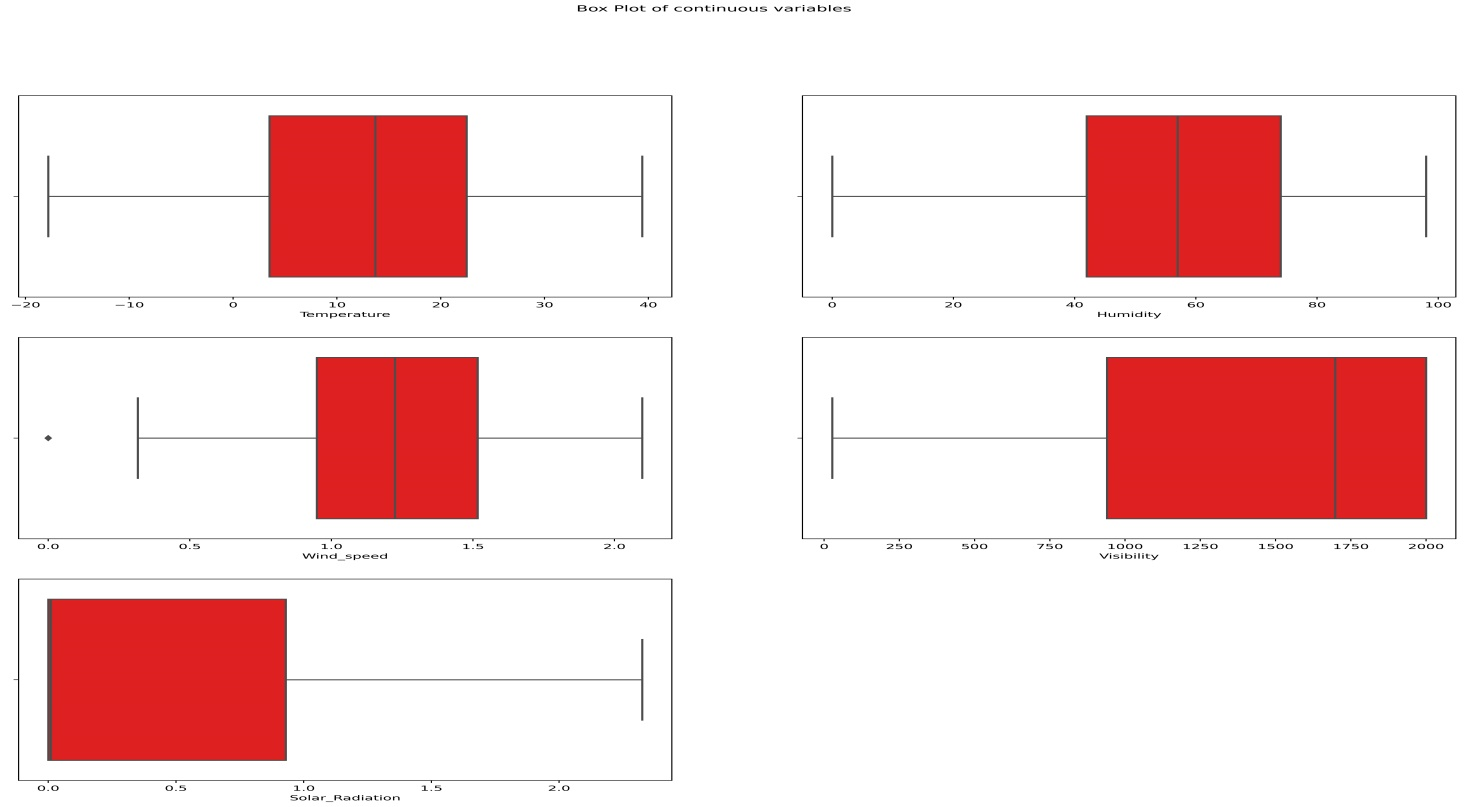 Box Plot of continuous variables
−20 −10 0 10 20 30 40
Temperature
0 20 40 60 80 100
Humidity
0.0 0.5 1.0 1.5 2.0
Wind_speed
0 250 500 750 1000 1250 1500 1750 2000
Visibility
0.0 0.5 1.0 1.5 2.0
Solar_Radiation